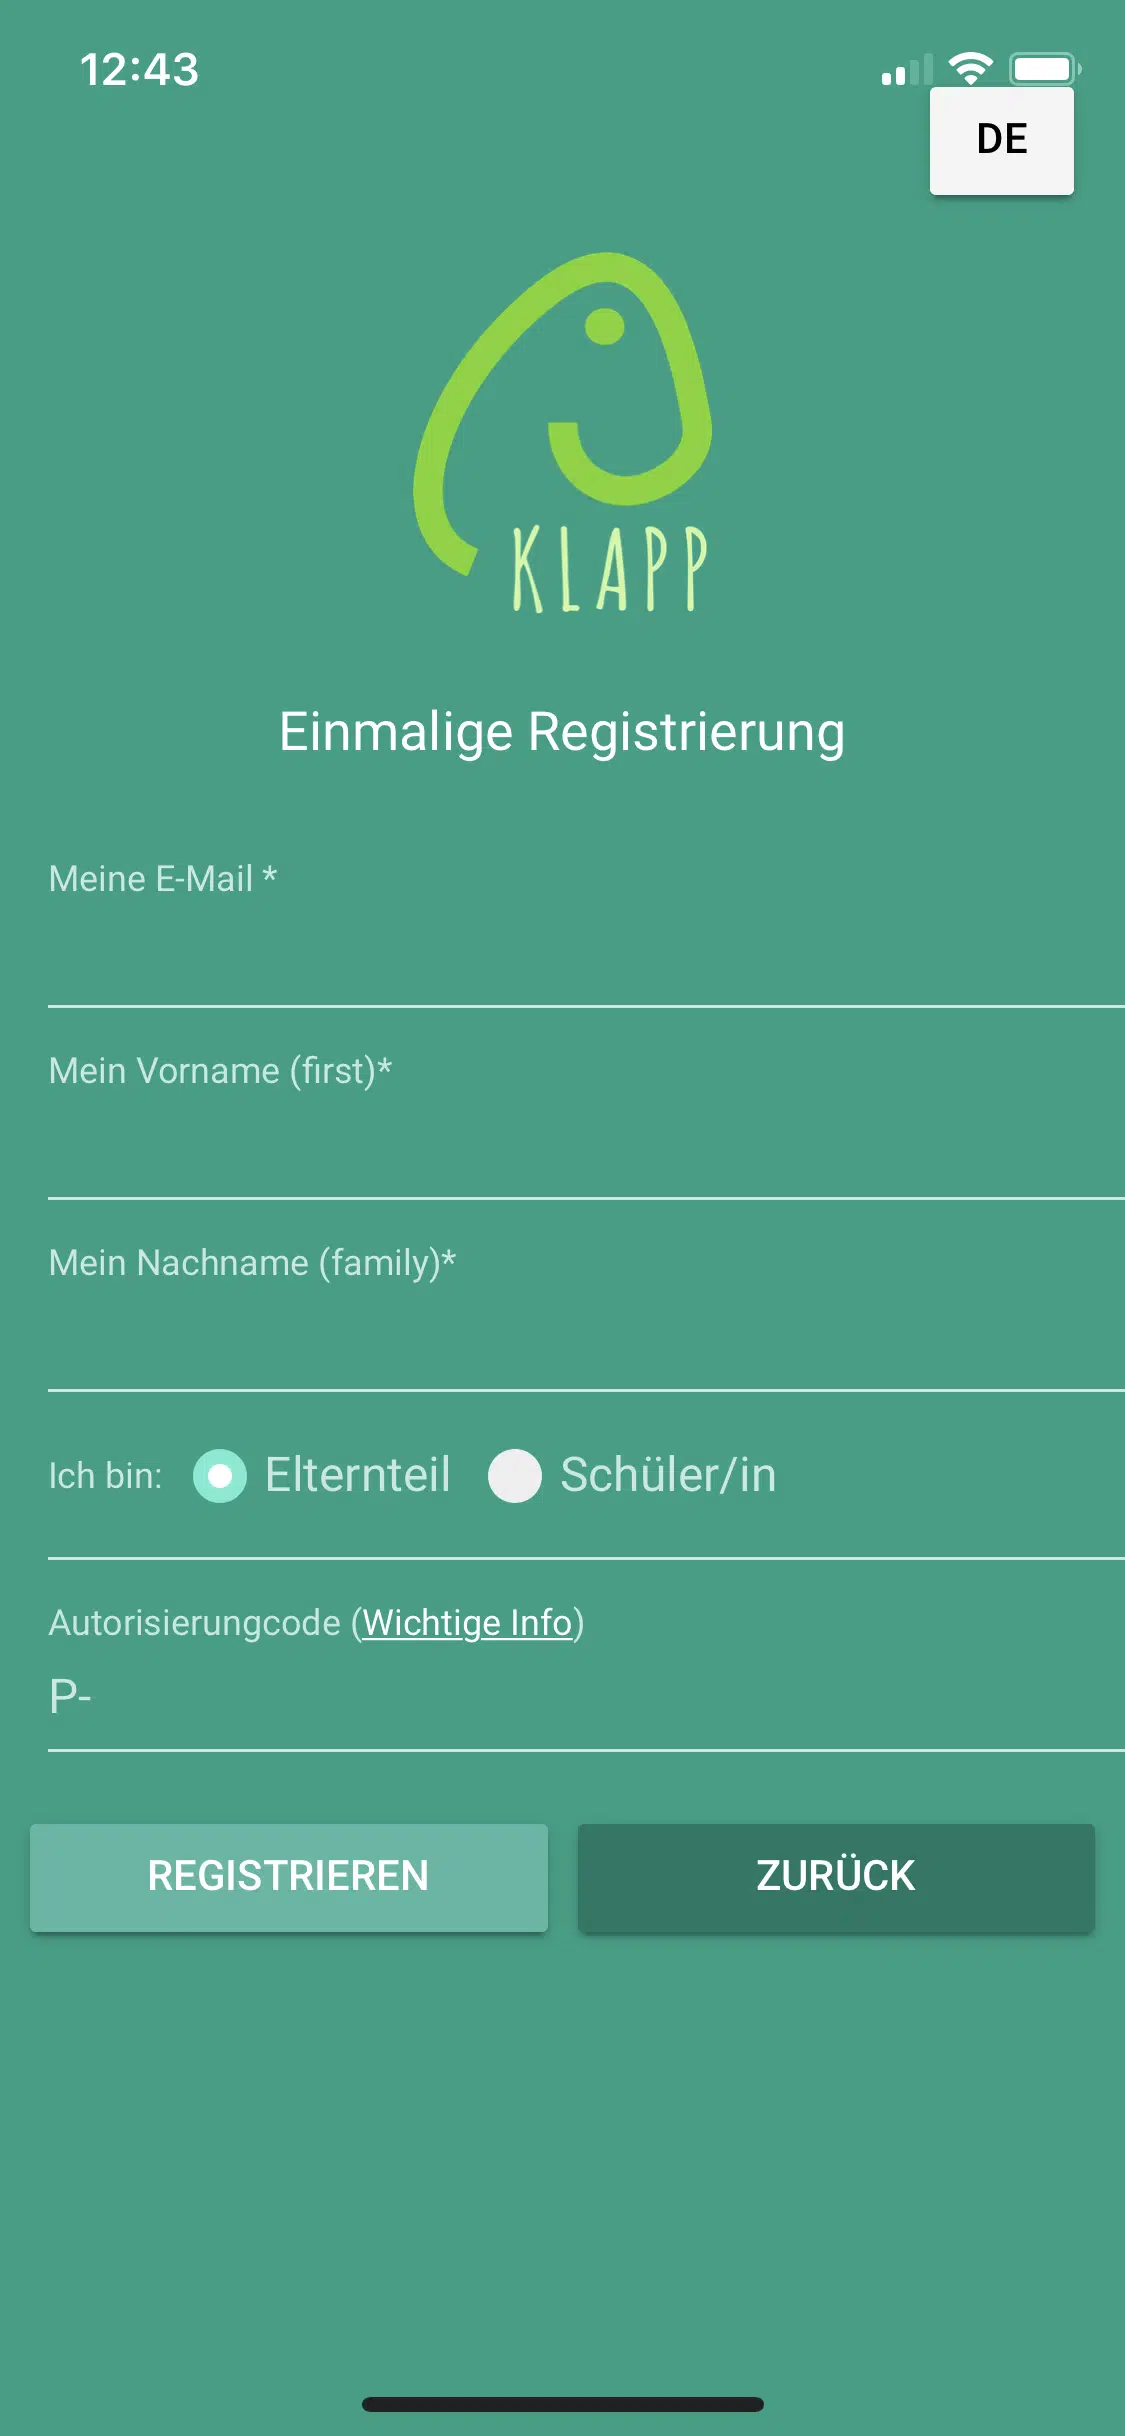 12:43
DE
KLAPP
Einmalige Registrierung
Meine E-Mail *
Mein Vorname (first)*
Mein Nachname (family)*
Ich bin: Elternteil Schüler/in
Autorisierungcode (Wichtige Info)
P-
REGISTRIEREN ZURÜCK